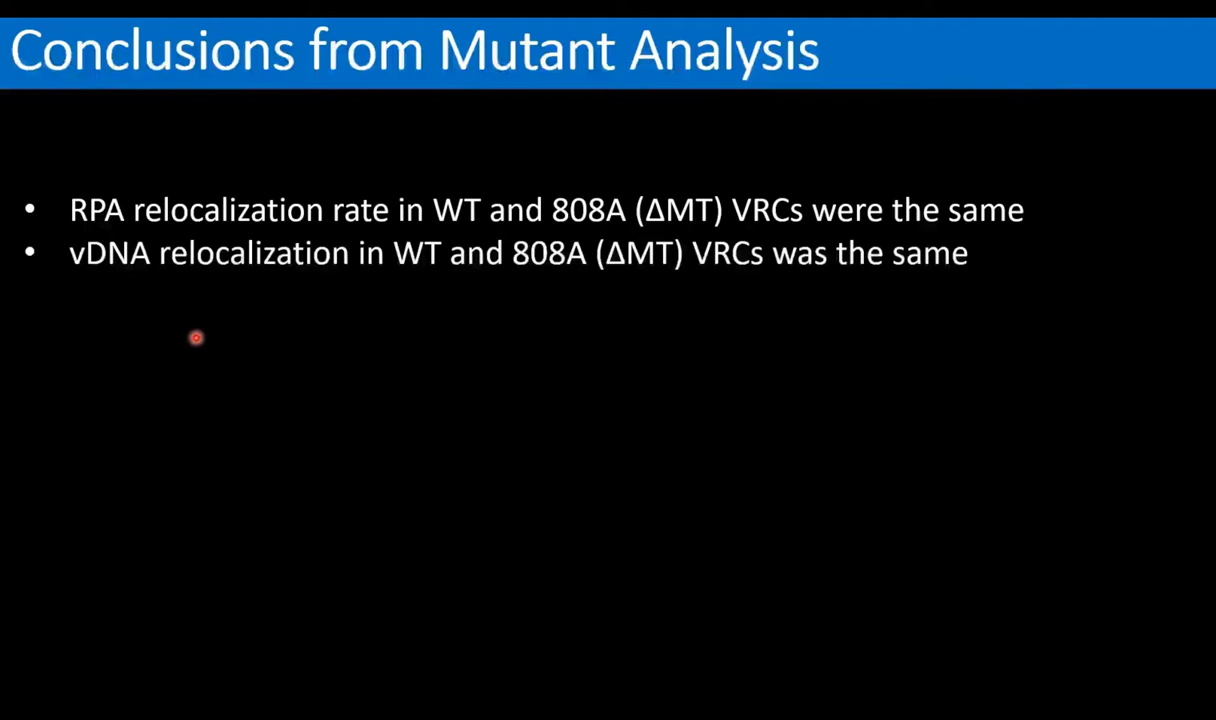 Conclusions from Mutant Analysis
• RPA relocalization rate in WT and 808A (ΔMT) VRCs were the same
• vDNA relocalization in WT and 808A (ΔMT) VRCs was the same